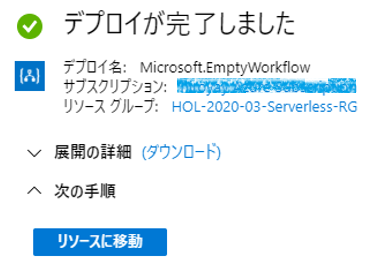 デプロイが完了しました
デプロイ名: Microsoft.EmptyWorkflow
サブスクリプション:
リソース グループ: HOL-2020-03-Serverless-RG
展開の詳細 (ダウンロード)
次の手順
リソースに移動